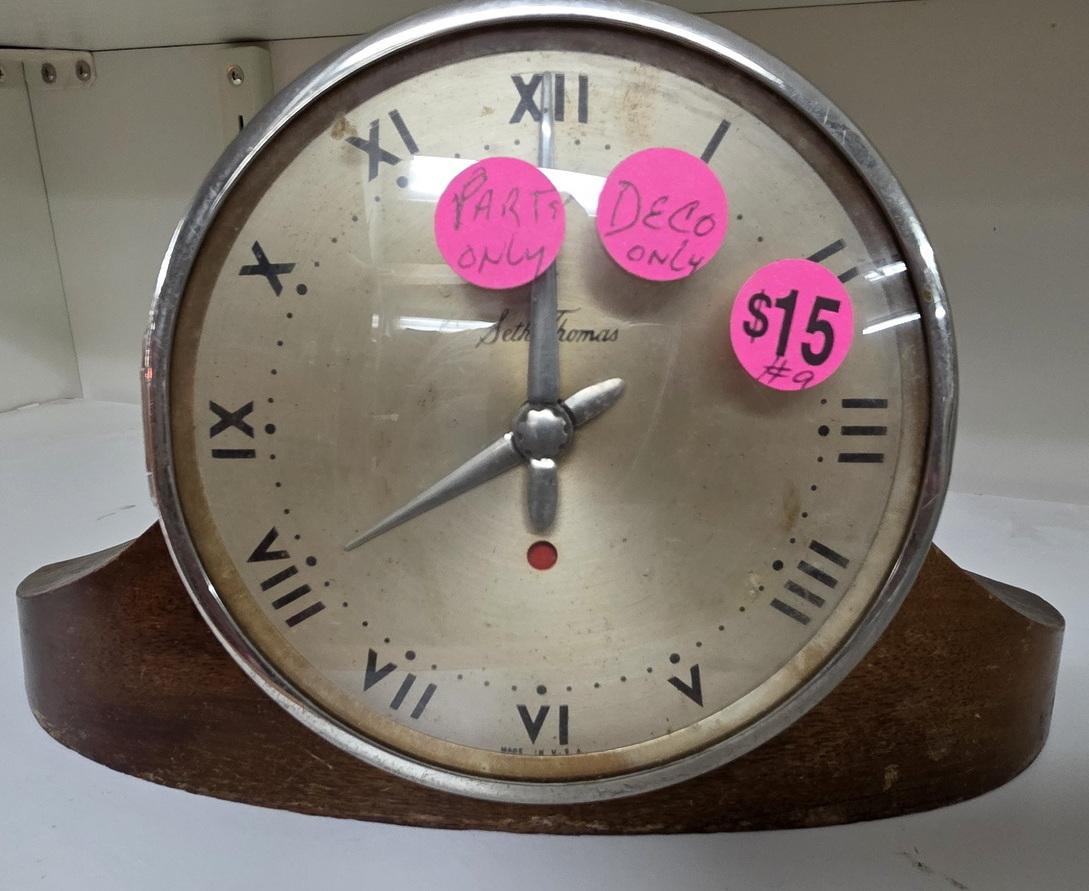 XII
XI
I
PARTS
ONLY
DECO
ONLY
X
II
$15
#9
Seth Thomas
IX
III
VIII
IIII
VII
V
VI
MADE IN U.S.A.